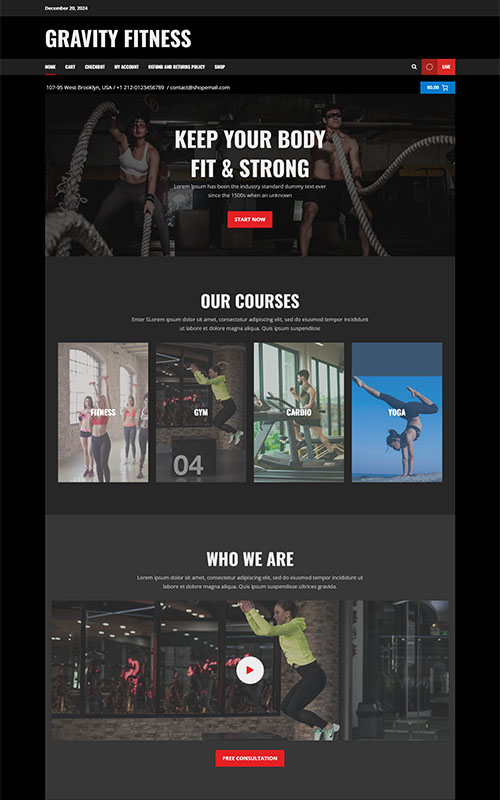 December 20, 2024
GRAVITY FITNESS
HOME CART CHECKOUT MY ACCOUNT REFUND AND RETURNS POLICY SHOP LIVE
107-95 West Brooklyn, USA / +1 212-0123456789 / contact@shopemail.com
$0.00
KEEP YOUR BODY
FIT & STRONG
Lorem Ipsum has been the industry standard dummy text ever
since the 1500s when an unknown
START NOW
OUR COURSES
Enter SLorem ipsum dolor sit amet, consectetur adipiscing elit, sed do eiusmod tempor incididunt
ut labore et dolore magna aliqua. Quis ipsum suspendisse
FITNESS GYM CARDIO YOGA
04
WHO WE ARE
Lorem ipsum dolor sit amet, consectetur adipiscing elit, sed do eiusmod tempor incididunt ut labore et dolore magna
aliqua. Quis ipsum suspendisse ultrices gravida.
FREE CONSULTATION